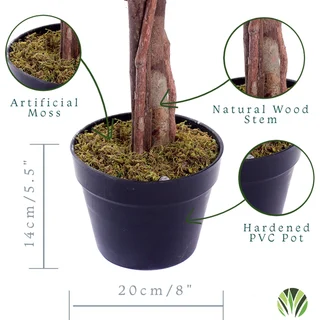 Artificial
Moss
Natural Wood
Stem
Hardened
PVC Pot
14cm/5.5"
20cm/8"